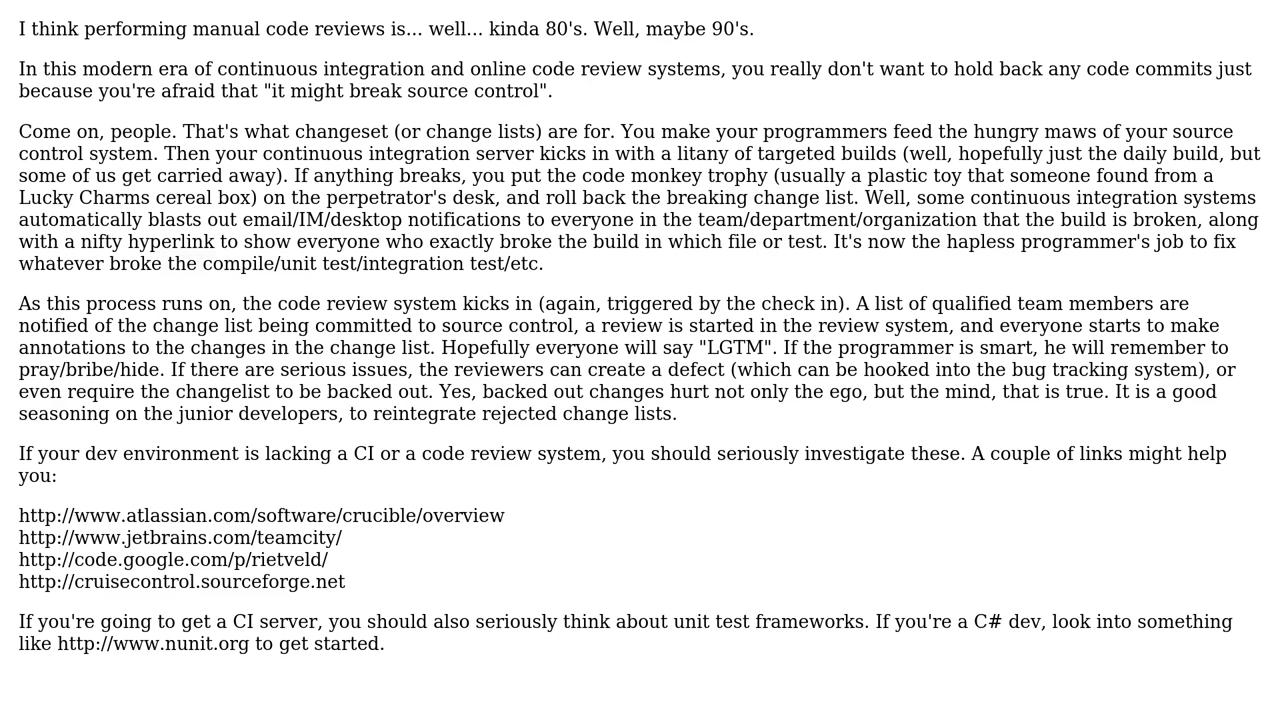 I think performing manual code reviews is... well... kinda 80's. Well, maybe 90's.
In this modern era of continuous integration and online code review systems, you really don't want to hold back any code commits just
because you're afraid that "it might break source control".
Come on, people. That's what changeset (or change lists) are for. You make your programmers feed the hungry maws of your source
control system. Then your continuous integration server kicks in with a litany of targeted builds (well, hopefully just the daily build, but
some of us get carried away). If anything breaks, you put the code monkey trophy (usually a plastic toy that someone found from a
Lucky Charms cereal box) on the perpetrator's desk, and roll back the breaking change list. Well, some continuous integration systems
automatically blasts out email/IM/desktop notifications to everyone in the team/department/organization that the build is broken, along
with a nifty hyperlink to show everyone who exactly broke the build in which file or test. It's now the hapless programmer's job to fix
whatever broke the compile/unit test/integration test/etc.
As this process runs on, the code review system kicks in (again, triggered by the check in). A list of qualified team members are
notified of the change list being committed to source control, a review is started in the review system, and everyone starts to make
annotations to the changes in the change list. Hopefully everyone will say "LGTM". If the programmer is smart, he will remember to
pray/bribe/hide. If there are serious issues, the reviewers can create a defect (which can be hooked into the bug tracking system), or
even require the changelist to be backed out. Yes, backed out changes hurt not only the ego, but the mind, that is true. It is a good
seasoning on the junior developers, to reintegrate rejected change lists.
If your dev environment is lacking a CI or a code review system, you should seriously investigate these. A couple of links might help
you:
http://www.atlassian.com/software/crucible/overview
http://www.jetbrains.com/teamcity/
http://code.google.com/p/rietveld/
http://cruisecontrol.sourceforge.net
If you're going to get a CI server, you should also seriously think about unit test frameworks. If you're a C# dev, look into something
like http://www.nunit.org to get started.